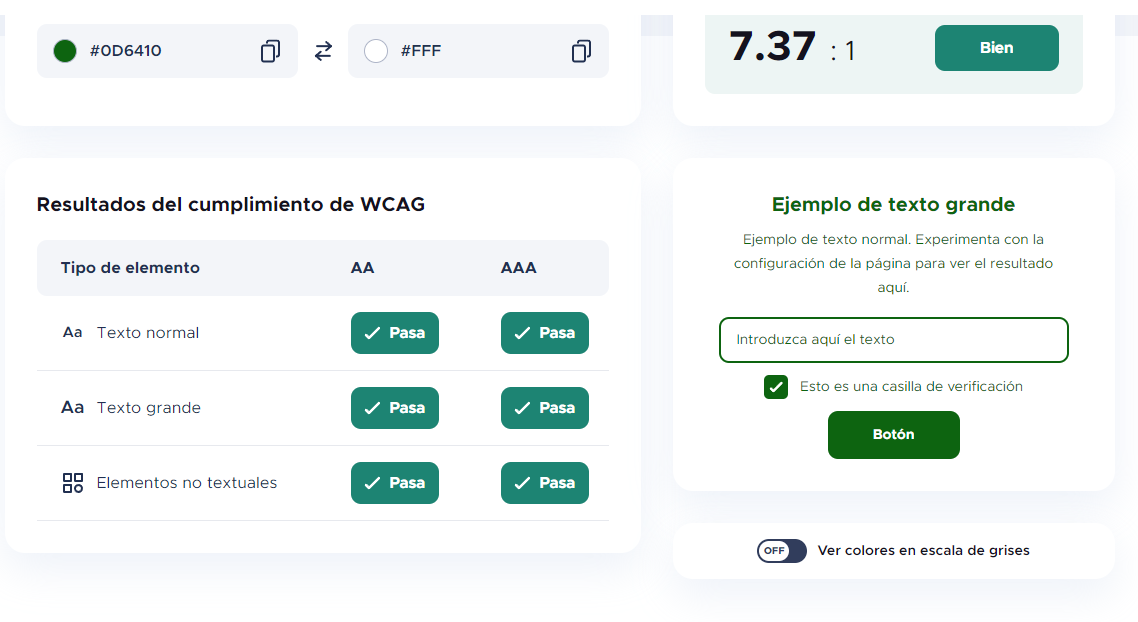 #0D6410
#FFF
7.37 : 1
Bien
Resultados del cumplimiento de WCAG
Tipo de elemento AA AAA
Aa Texto normal Pasa Pasa
Aa Texto grande Pasa Pasa
Elementos no textuales Pasa Pasa
Ejemplo de texto grande
Ejemplo de texto normal. Experimenta con la
configuración de la página para ver el resultado
aquí.
Introduzca aquí el texto
Esto es una casilla de verificación
Botón
OFF Ver colores en escala de grises